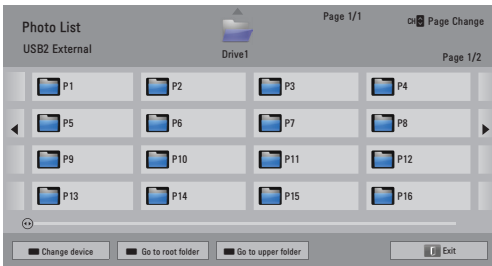 Photo List
Page 1/1
CH Page Change
USB2 External
Drive1
Page 1/2
P1 P2 P3 P4
P5 P6 P7 P8
P9 P10 P11 P12
P13 P14 P15 P16
Change device Go to root folder Go to upper folder Exit